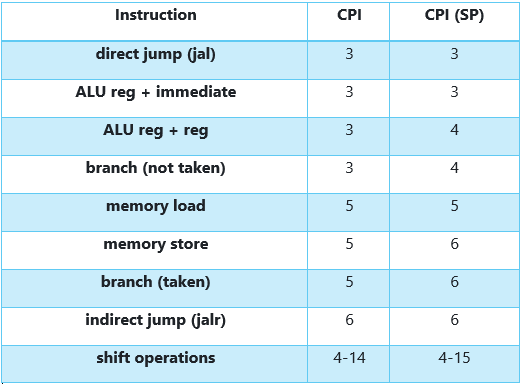 Instruction CPI CPI (SP)
direct jump (jal) 3 3
ALU reg + immediate 3 3
ALU reg + reg 3 4
branch (not taken) 3 4
memory load 5 5
memory store 5 6
branch (taken) 5 6
indirect jump (jalr) 6 6
shift operations 4-14 4-15